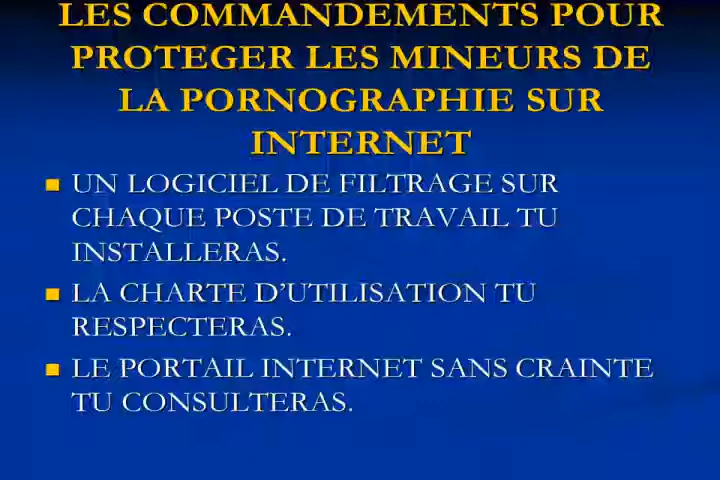 LES COMMANDEMENTS POUR
PROTEGER LES MINEURS DE
LA PORNOGRAPHIE SUR
INTERNET
UN LOGICIEL DE FILTRAGE SUR
CHAQUE POSTE DE TRAVAIL TU
INSTALLERAS.
LA CHARTE D’UTILISATION TU
RESPECTERAS.
LE PORTAIL INTERNET SANS CRAINTE
TU CONSULTERAS.